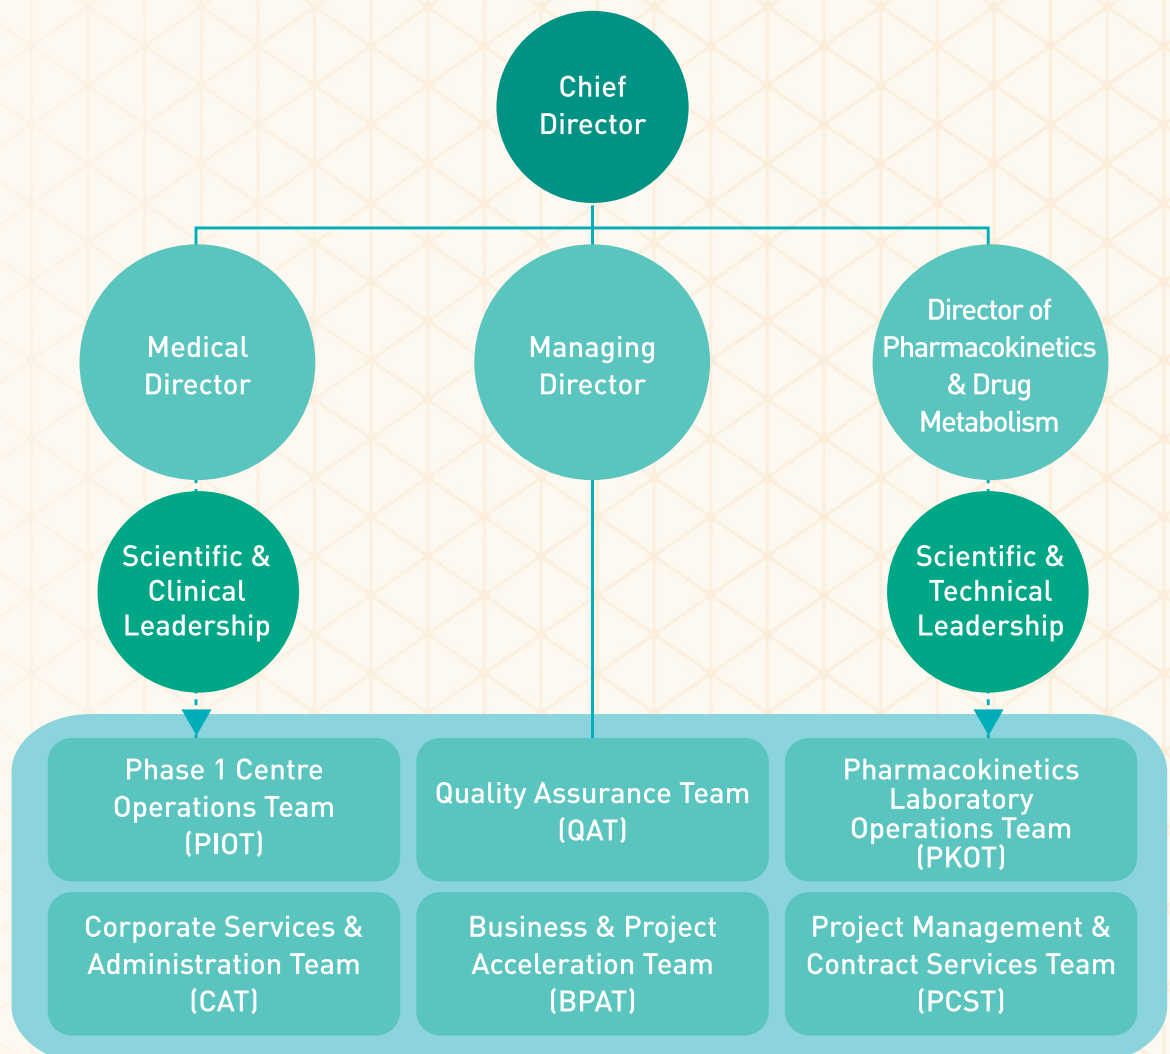 Chief
Director
Medical
Director
Managing
Director
Director of
Pharmacokinetics
& Drug
Metabolism
Scientific &
Clinical
Leadership
Scientific &
Technical
Leadership
Phase 1 Centre
Operations Team
(PIOT)
Quality Assurance Team
(QAT)
Pharmacokinetics
Laboratory
Operations Team
(PKOT)
Corporate Services &
Administration Team
(CAT)
Business & Project
Acceleration Team
(BPAT)
Project Management &
Contract Services Team
(PCST)